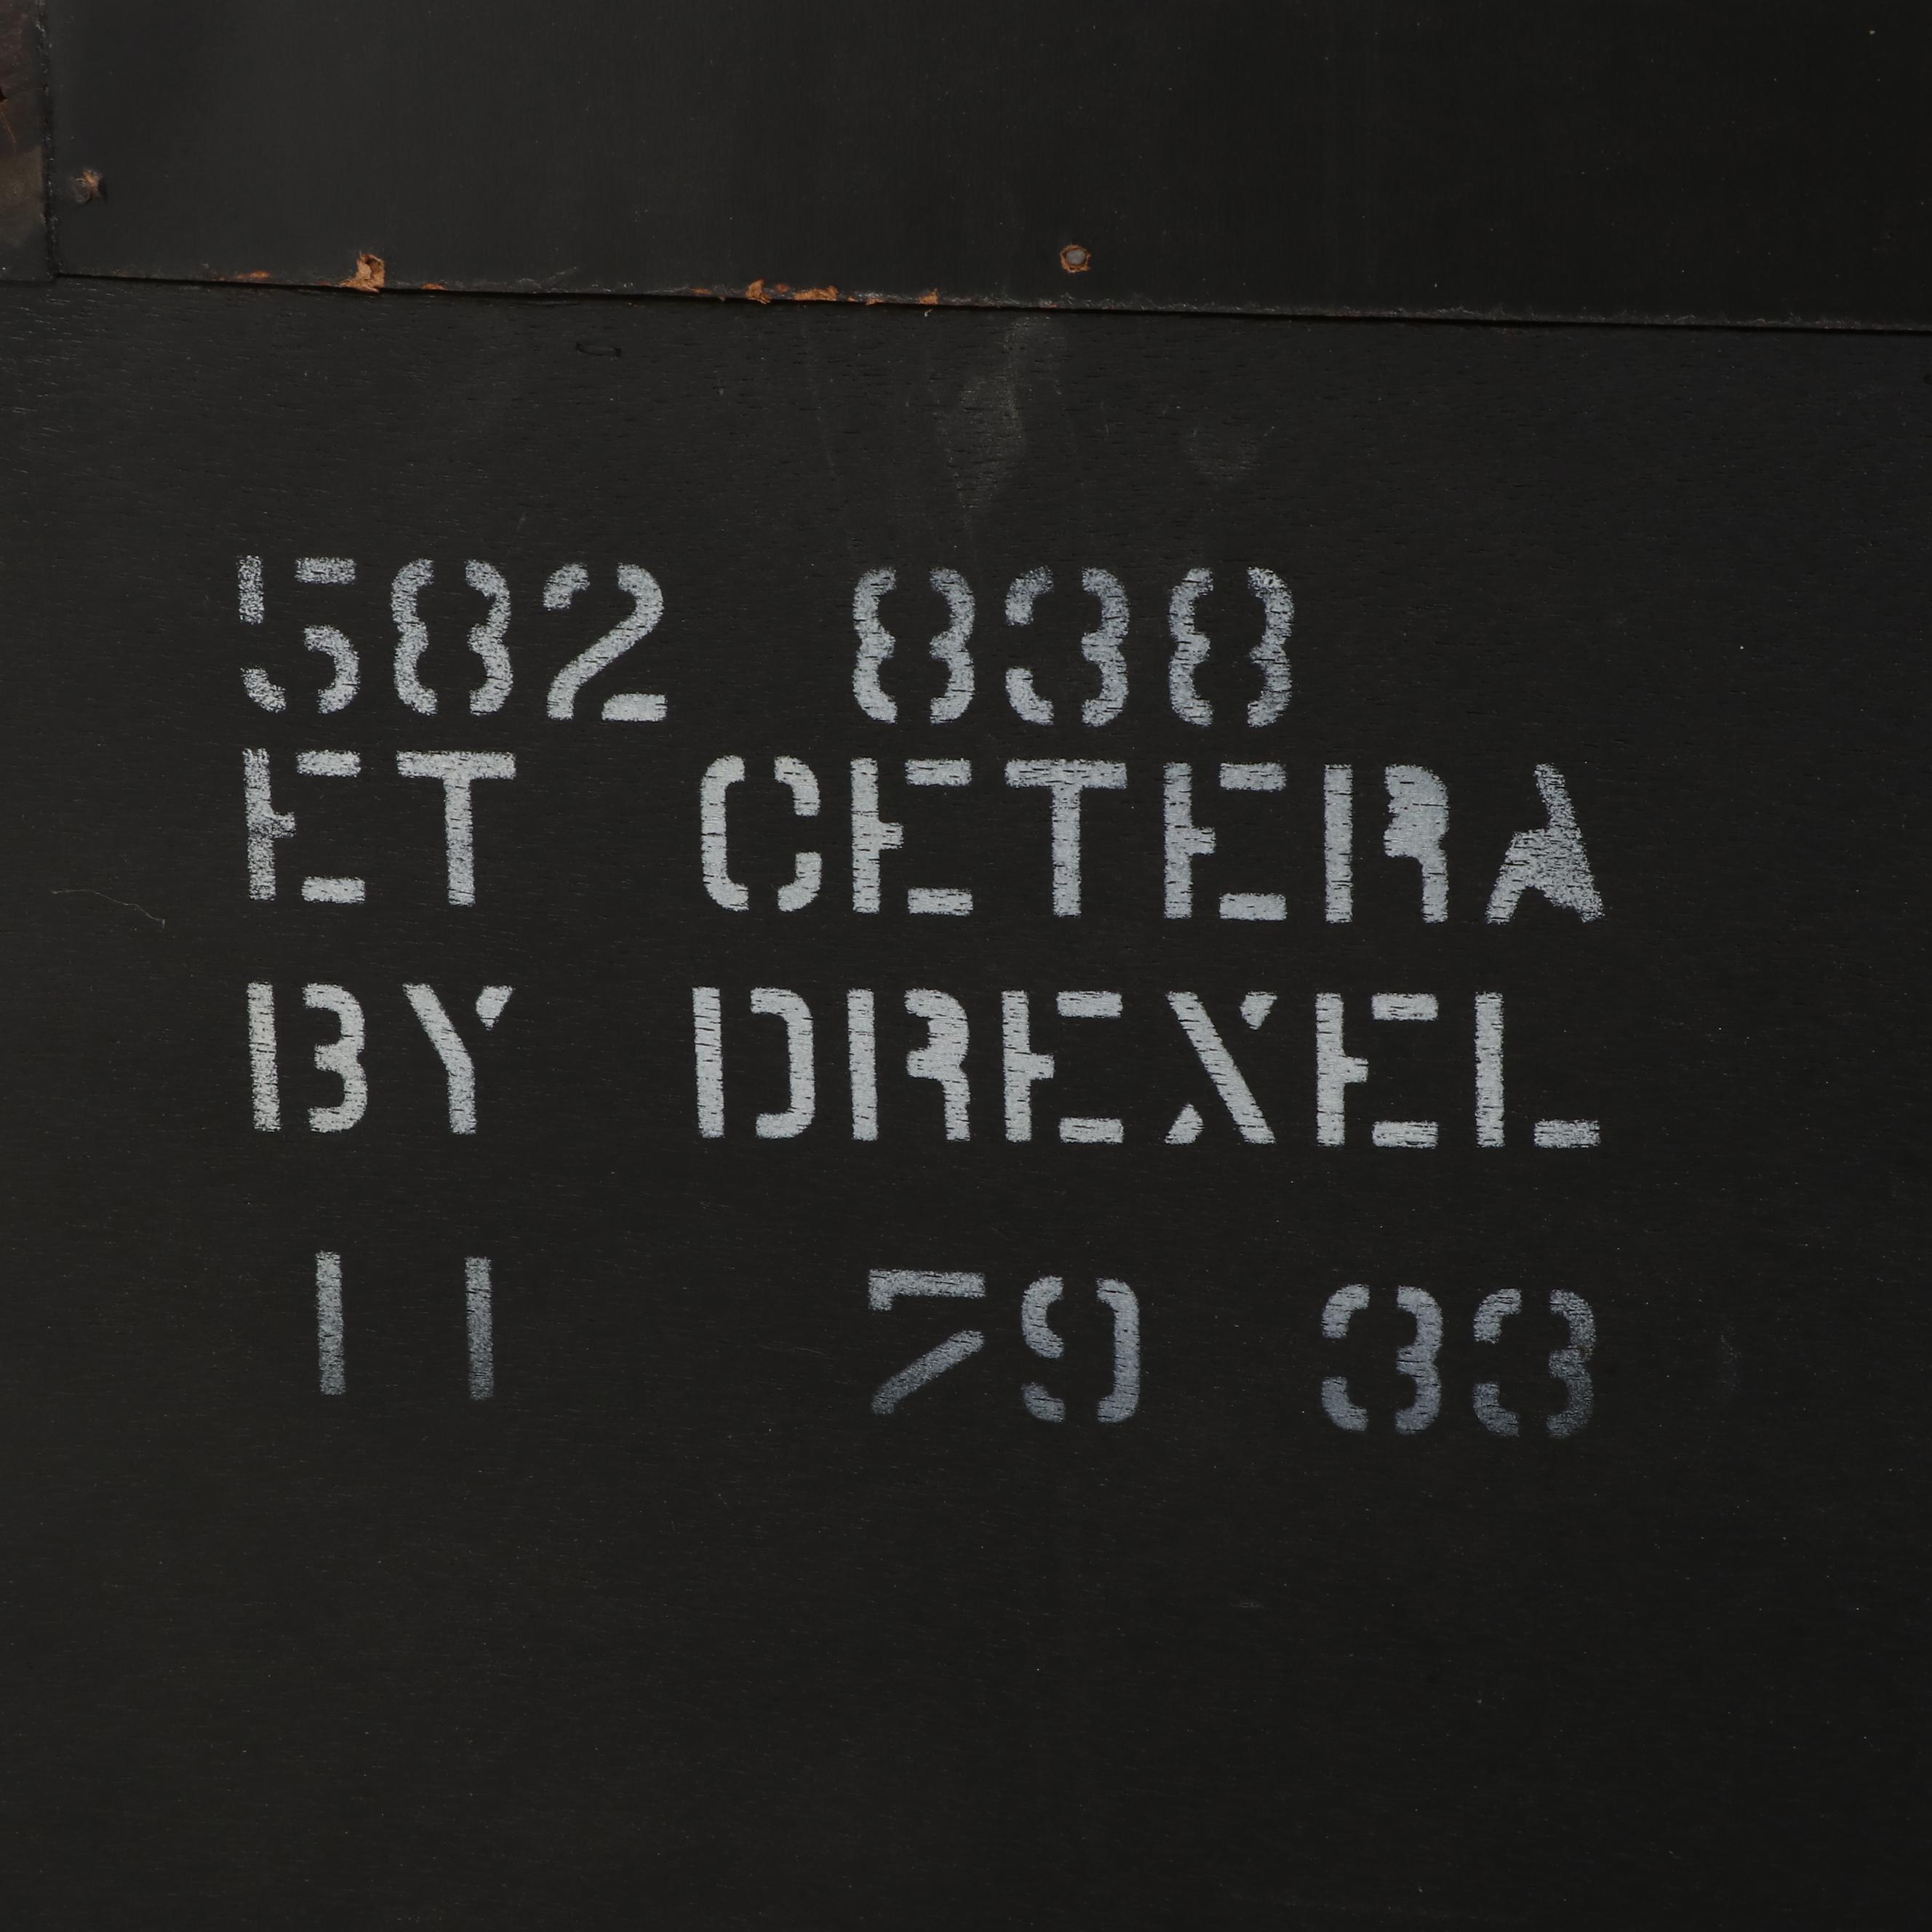 582 838
ET CETERA
BY DREXEL
11 79 33